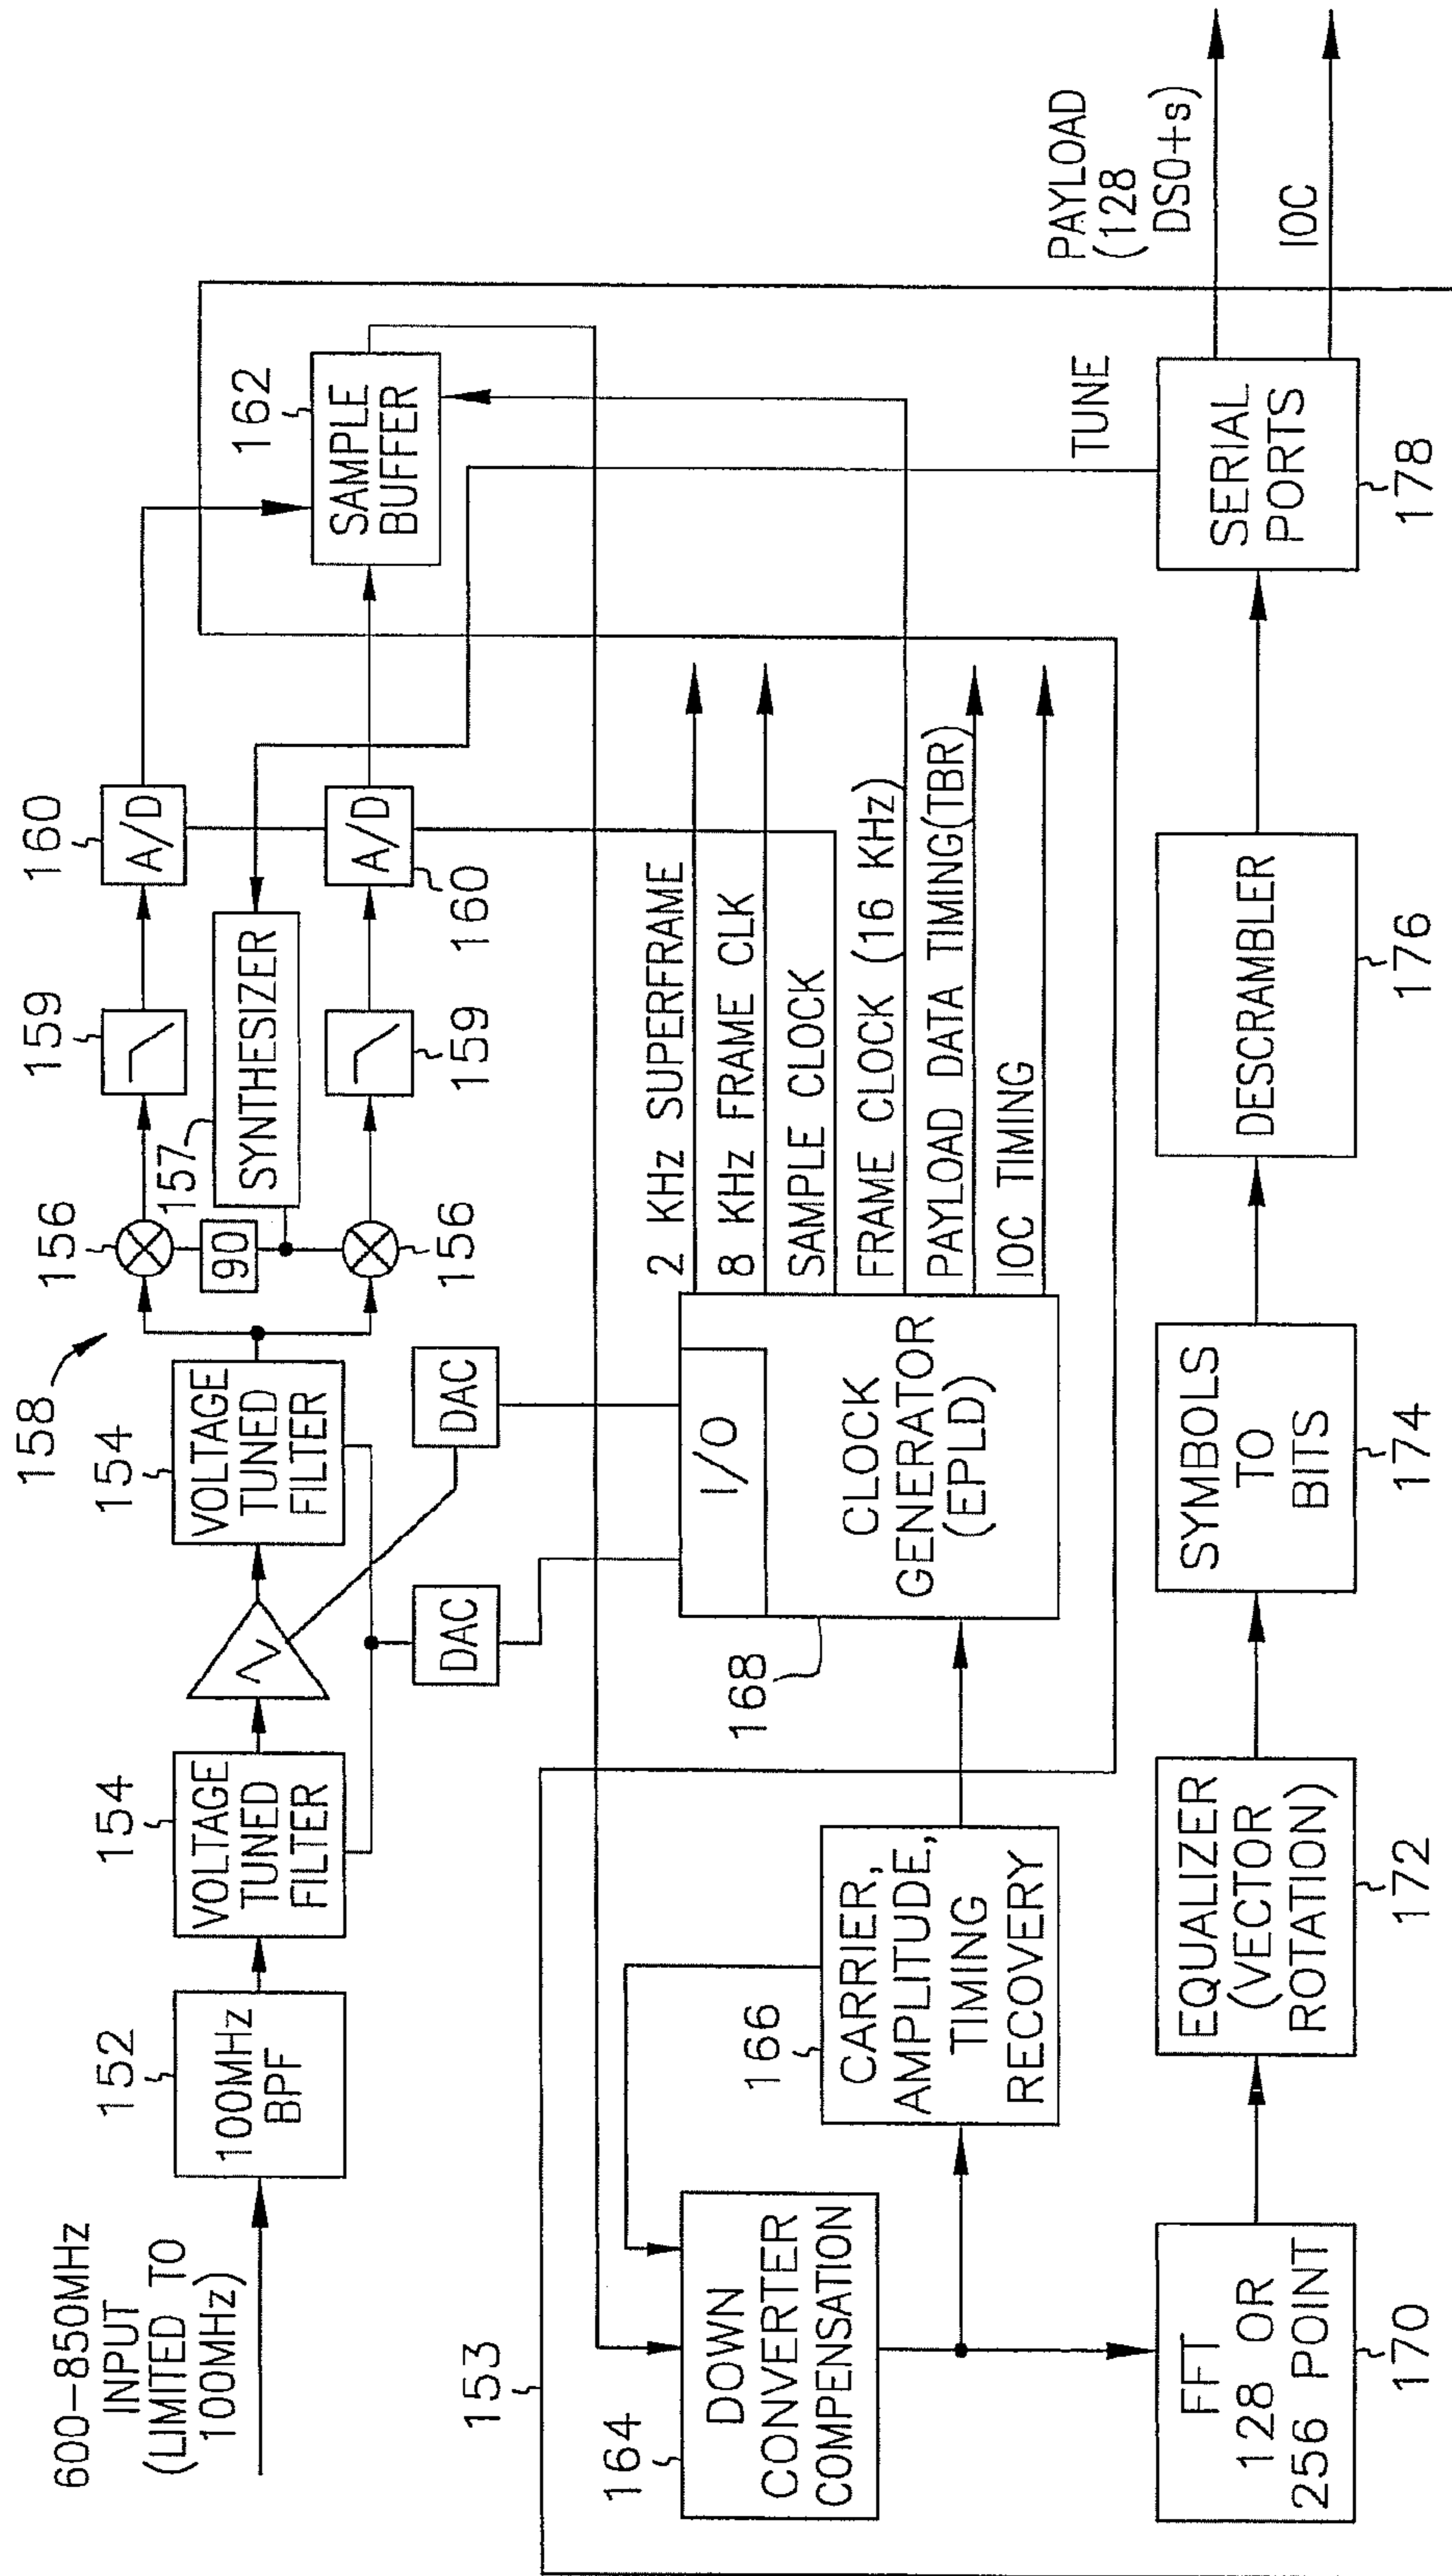 600-850MHz
INPUT
(LIMITED TO
100MHz)
152
100MHz
BPF
154
VOLTAGE
TUNED
FILTER
154
VOLTAGE
TUNED
FILTER
DAC
DAC
158
156
90
156
157
SYNTHESIZER
159
159
160
A/D
A/D
160
162
SAMPLE
BUFFER
153
164
DOWN
CONVERTER
COMPENSATION
166
CARRIER,
AMPLITUDE,
TIMING
RECOVERY
168
I/O
CLOCK
GENERATOR
(EPLD)
2 KHz SUPERFRAME
8 KHz FRAME CLK
SAMPLE CLOCK
FRAME CLOCK (16 KHz)
PAYLOAD DATA TIMING(TBR)
IOC TIMING
TUNE
FFT
128 OR
256 POINT
170
EQUALIZER
(VECTOR
ROTATION)
172
SYMBOLS
TO
BITS
174
DESCRAMBLER
176
SERIAL
PORTS
178
PAYLOAD
(128
DS0+s)
IOC